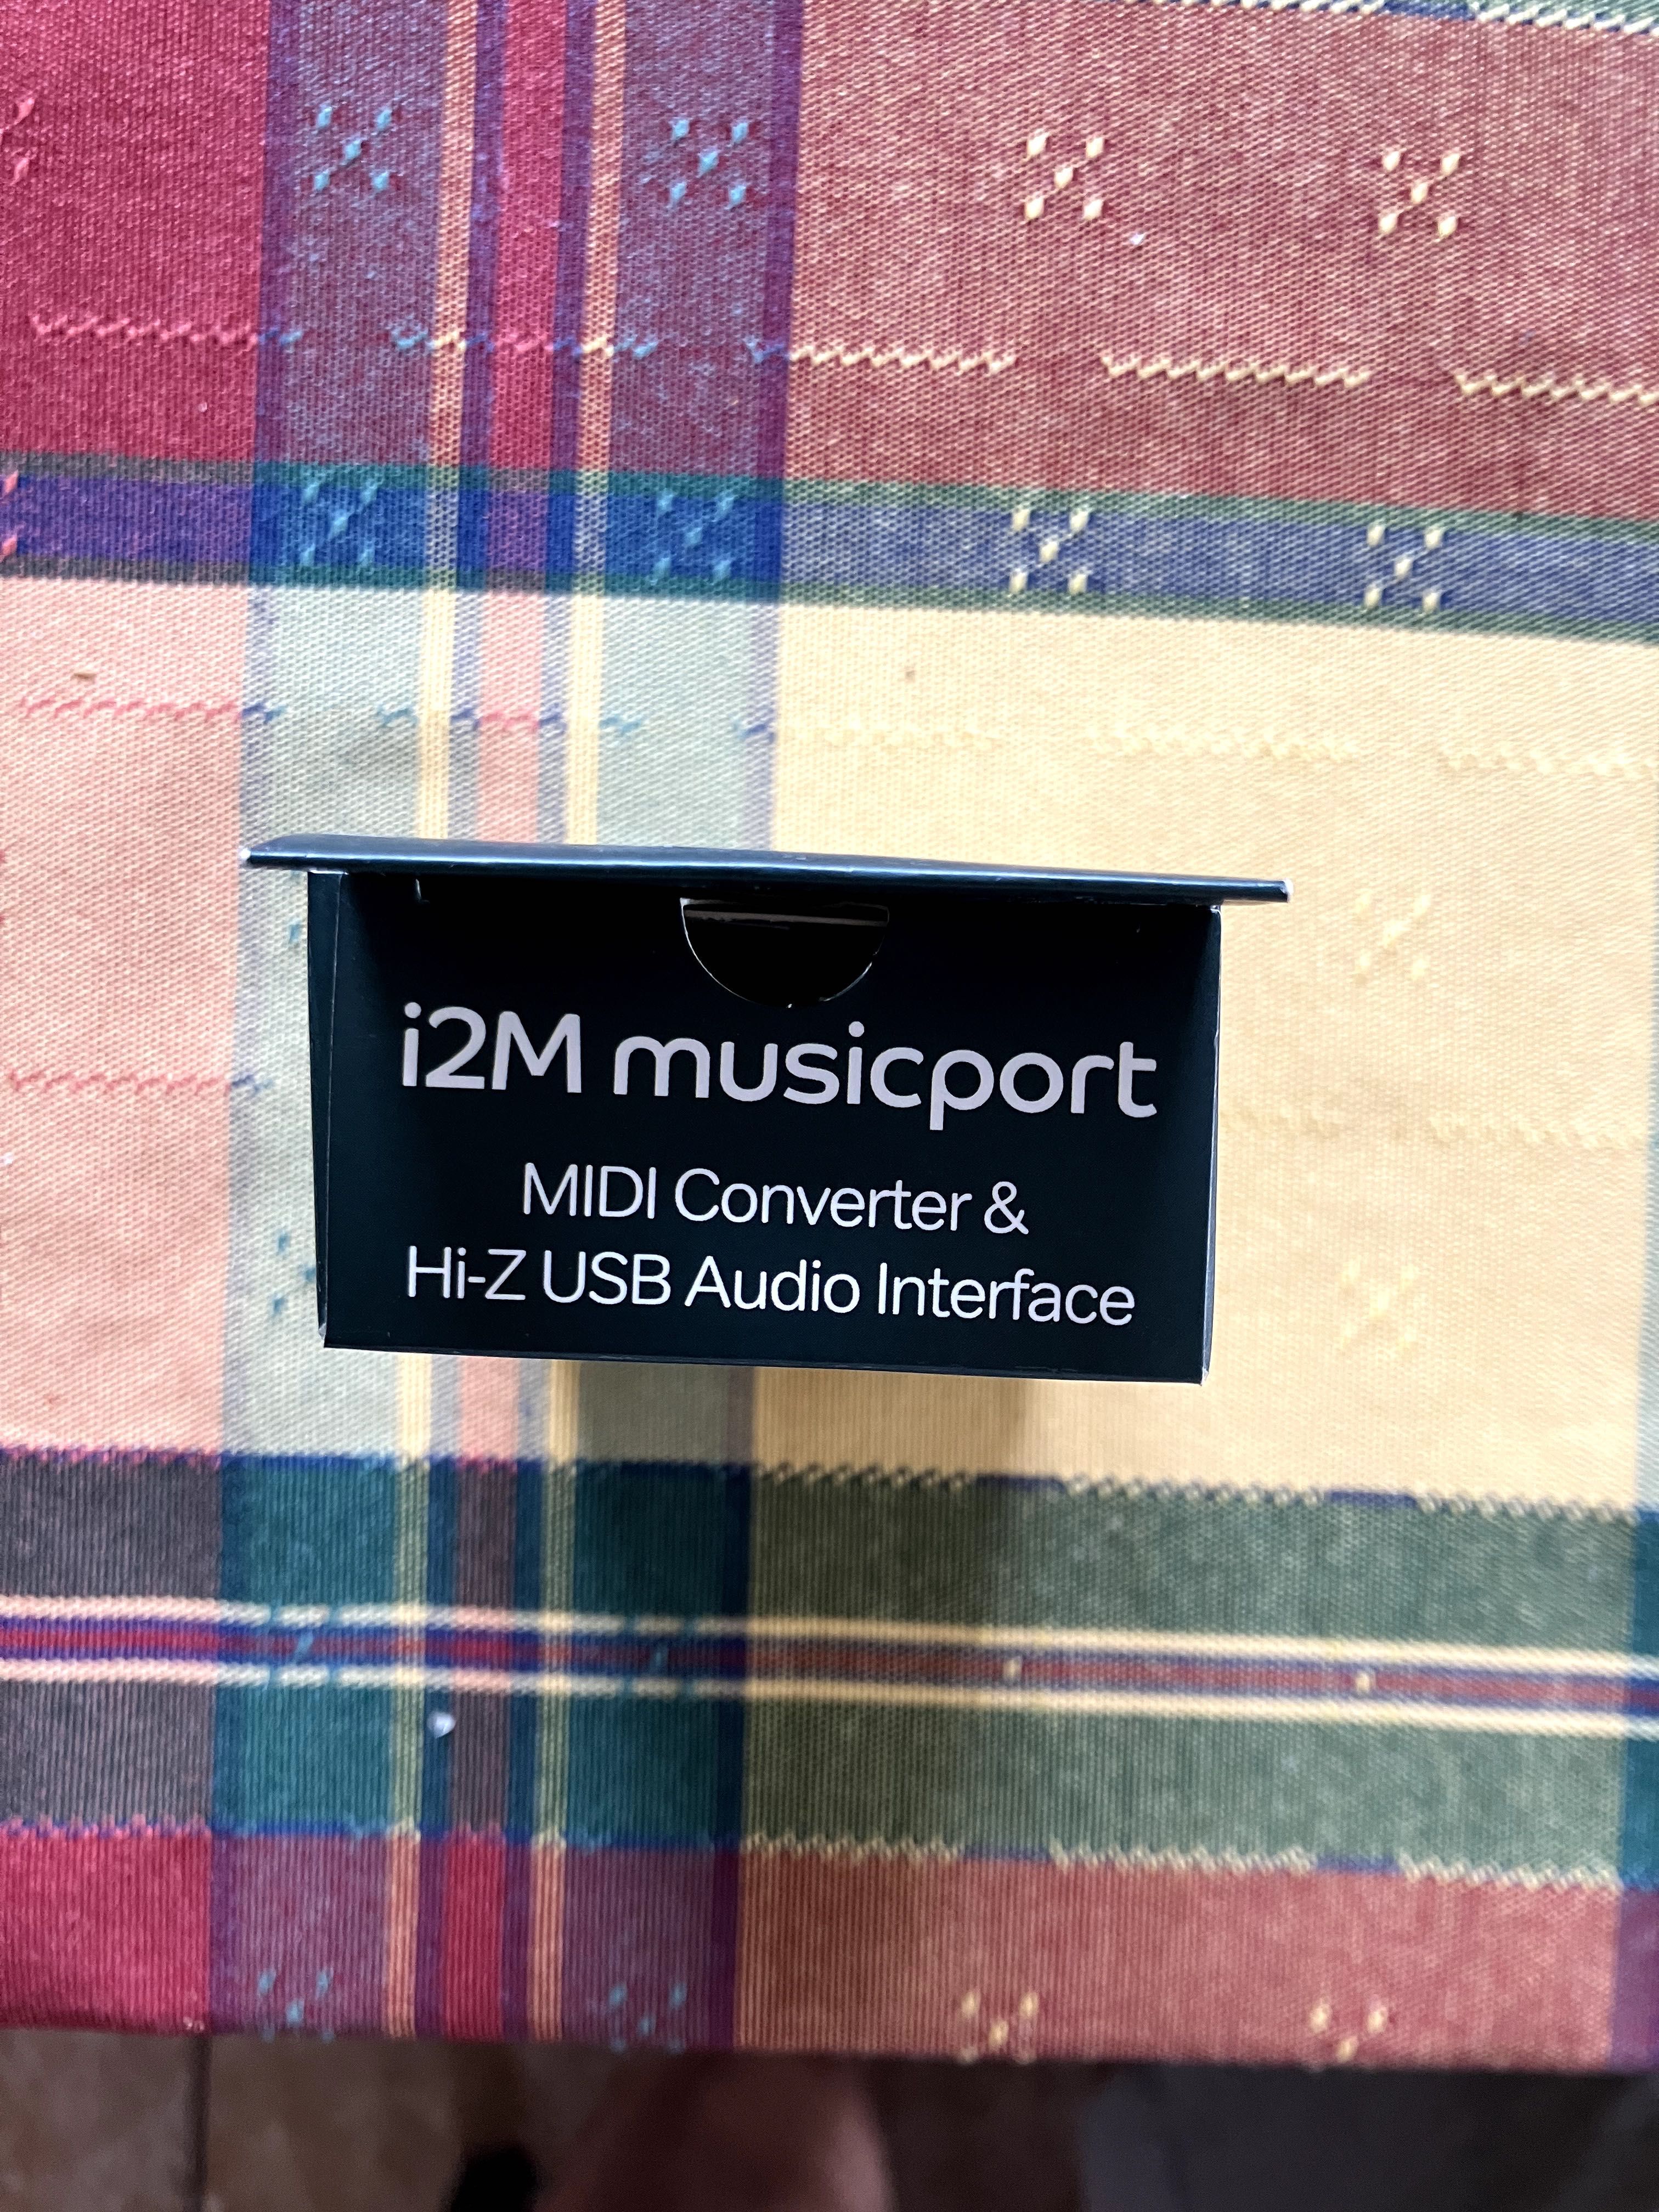 i2M musicport
MIDI Converter &
Hi-Z USB Audio Interface